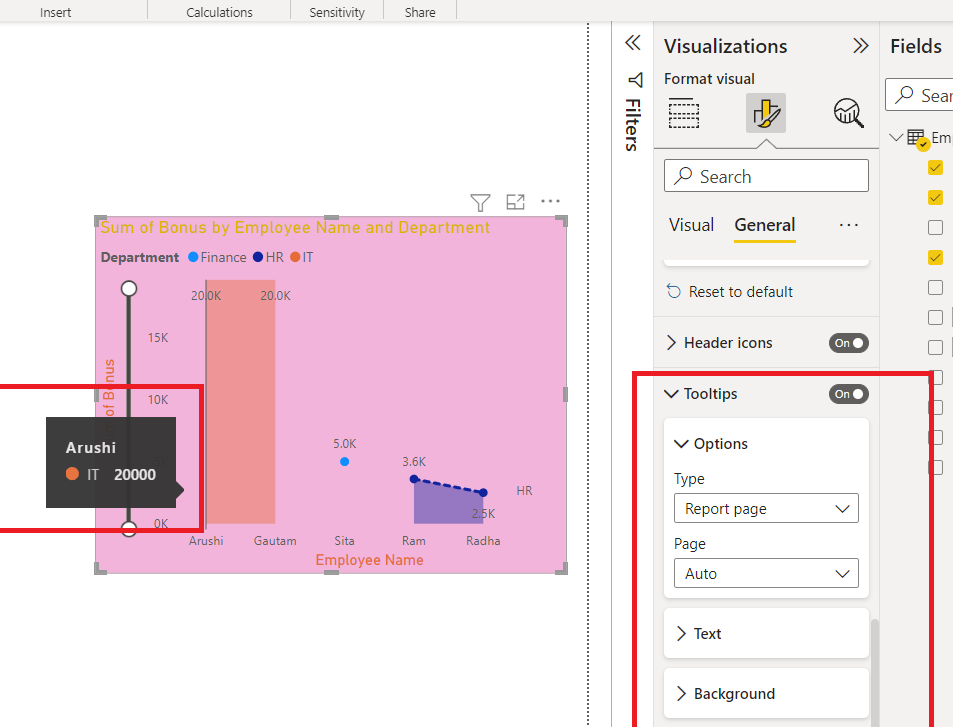 Insert Calculations Sensitivity Share
Visualizations
Fields
Filters
Format visual
Sear
Search
Emp
Visual General
Reset to default
Header icons On
Tooltips On
Options
Type
Report page
Page
Auto
Text
Background
Sum of Bonus by Employee Name and Department
Department Finance HR IT
20.0K 20.0K
15K
10K
of Bonus
Arushi
IT 20000
5.0K
3.6K
HR
2.5K
0K
Arushi Gautam Sita Ram Radha
Employee Name